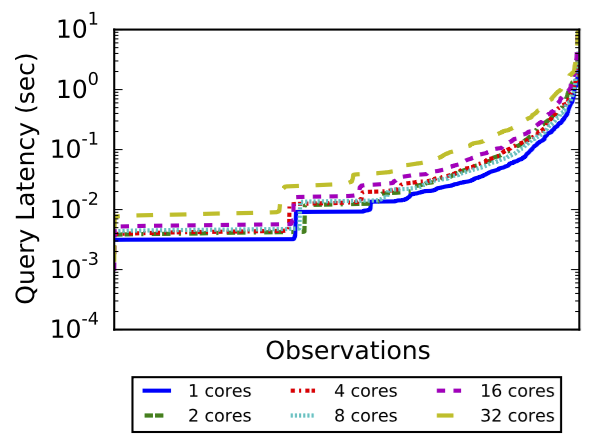 Query Latency (sec)
10^1
10^0
10^-1
10^-2
10^-3
10^-4
Observations
1 cores 4 cores 16 cores
2 cores 8 cores 32 cores